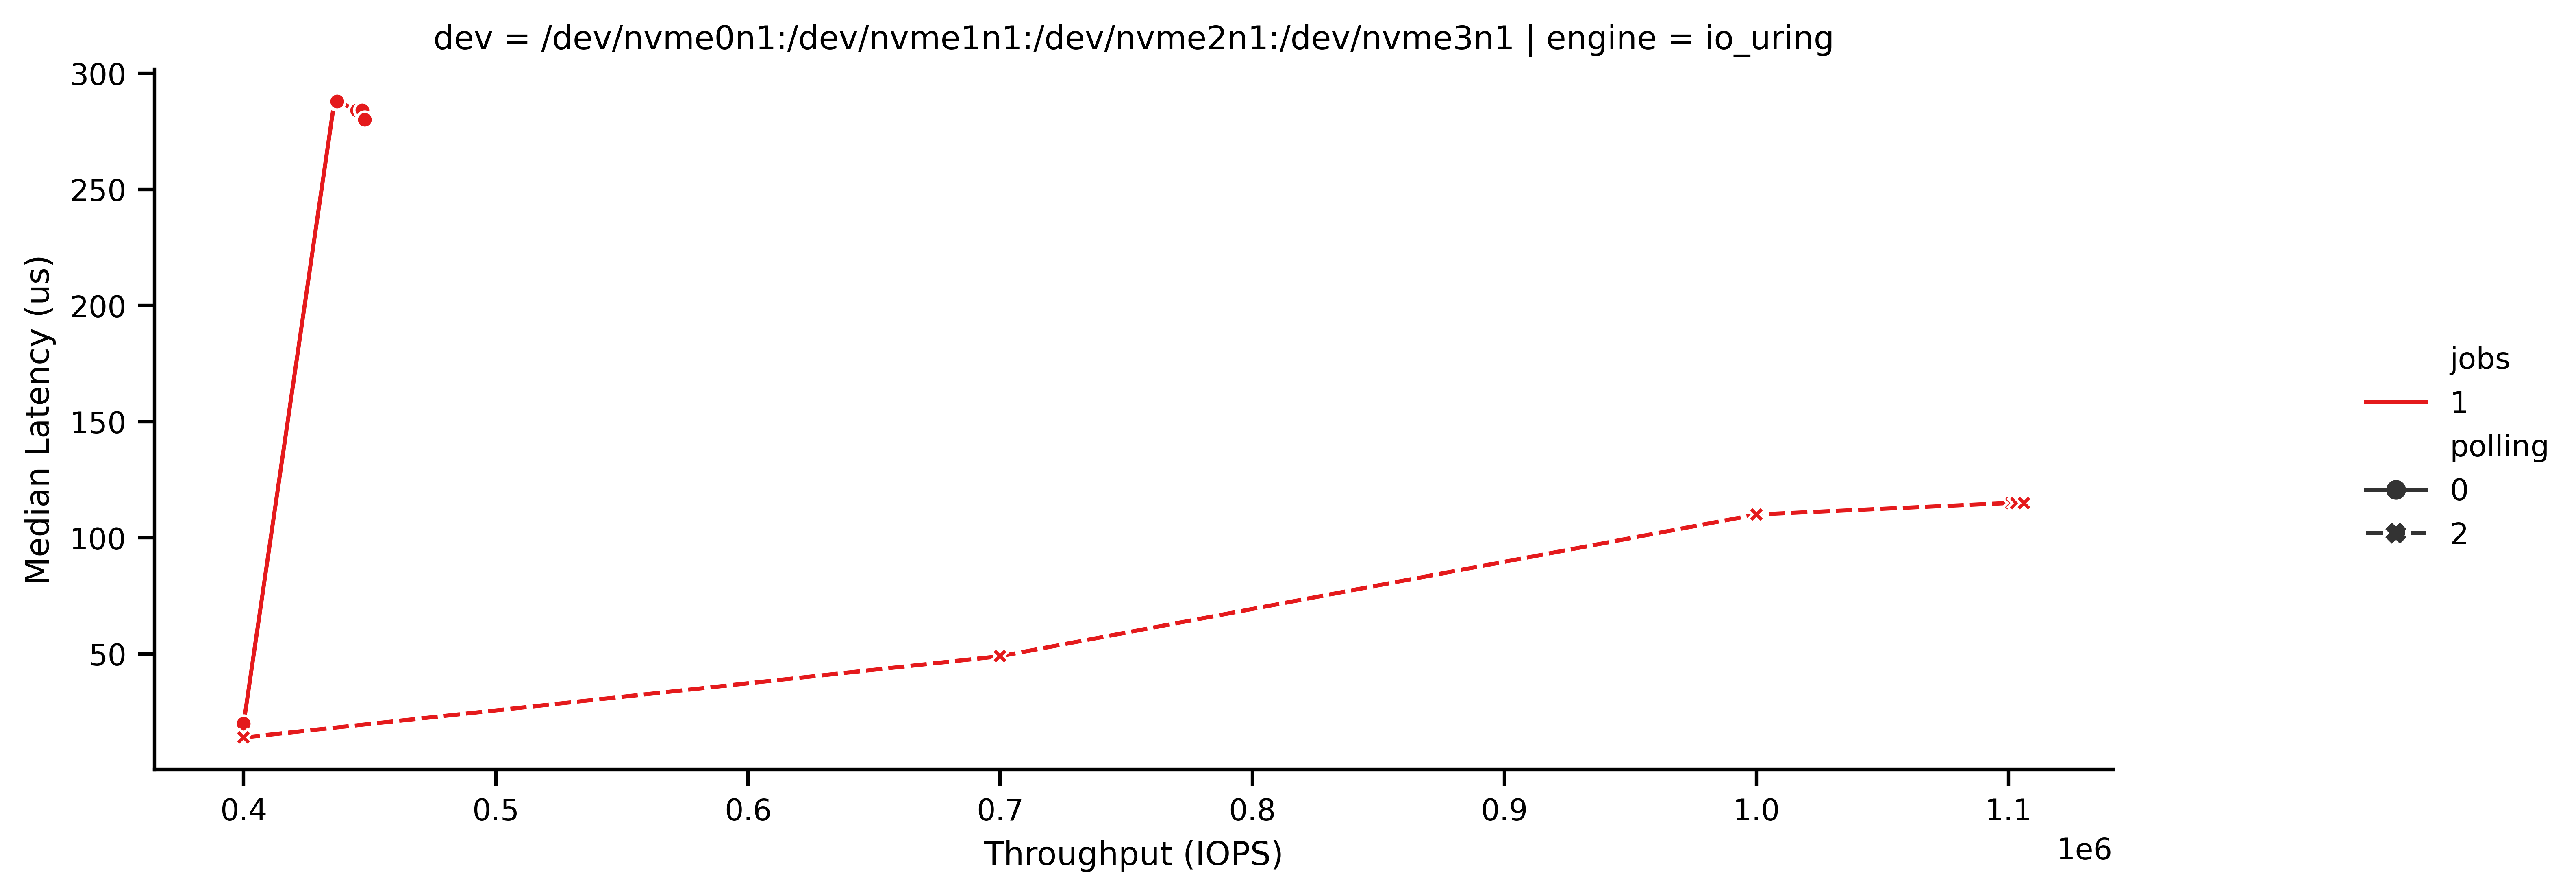 dev = /dev/nvme0n1:/dev/nvme1n1:/dev/nvme2n1:/dev/nvme3n1 | engine = io_uring
300
250
200
150
100
50
Median Latency (us)
0.4 0.5 0.6 0.7 0.8 0.9 1.0 1.1
1e6
Throughput (IOPS)
jobs
1
polling
0
2